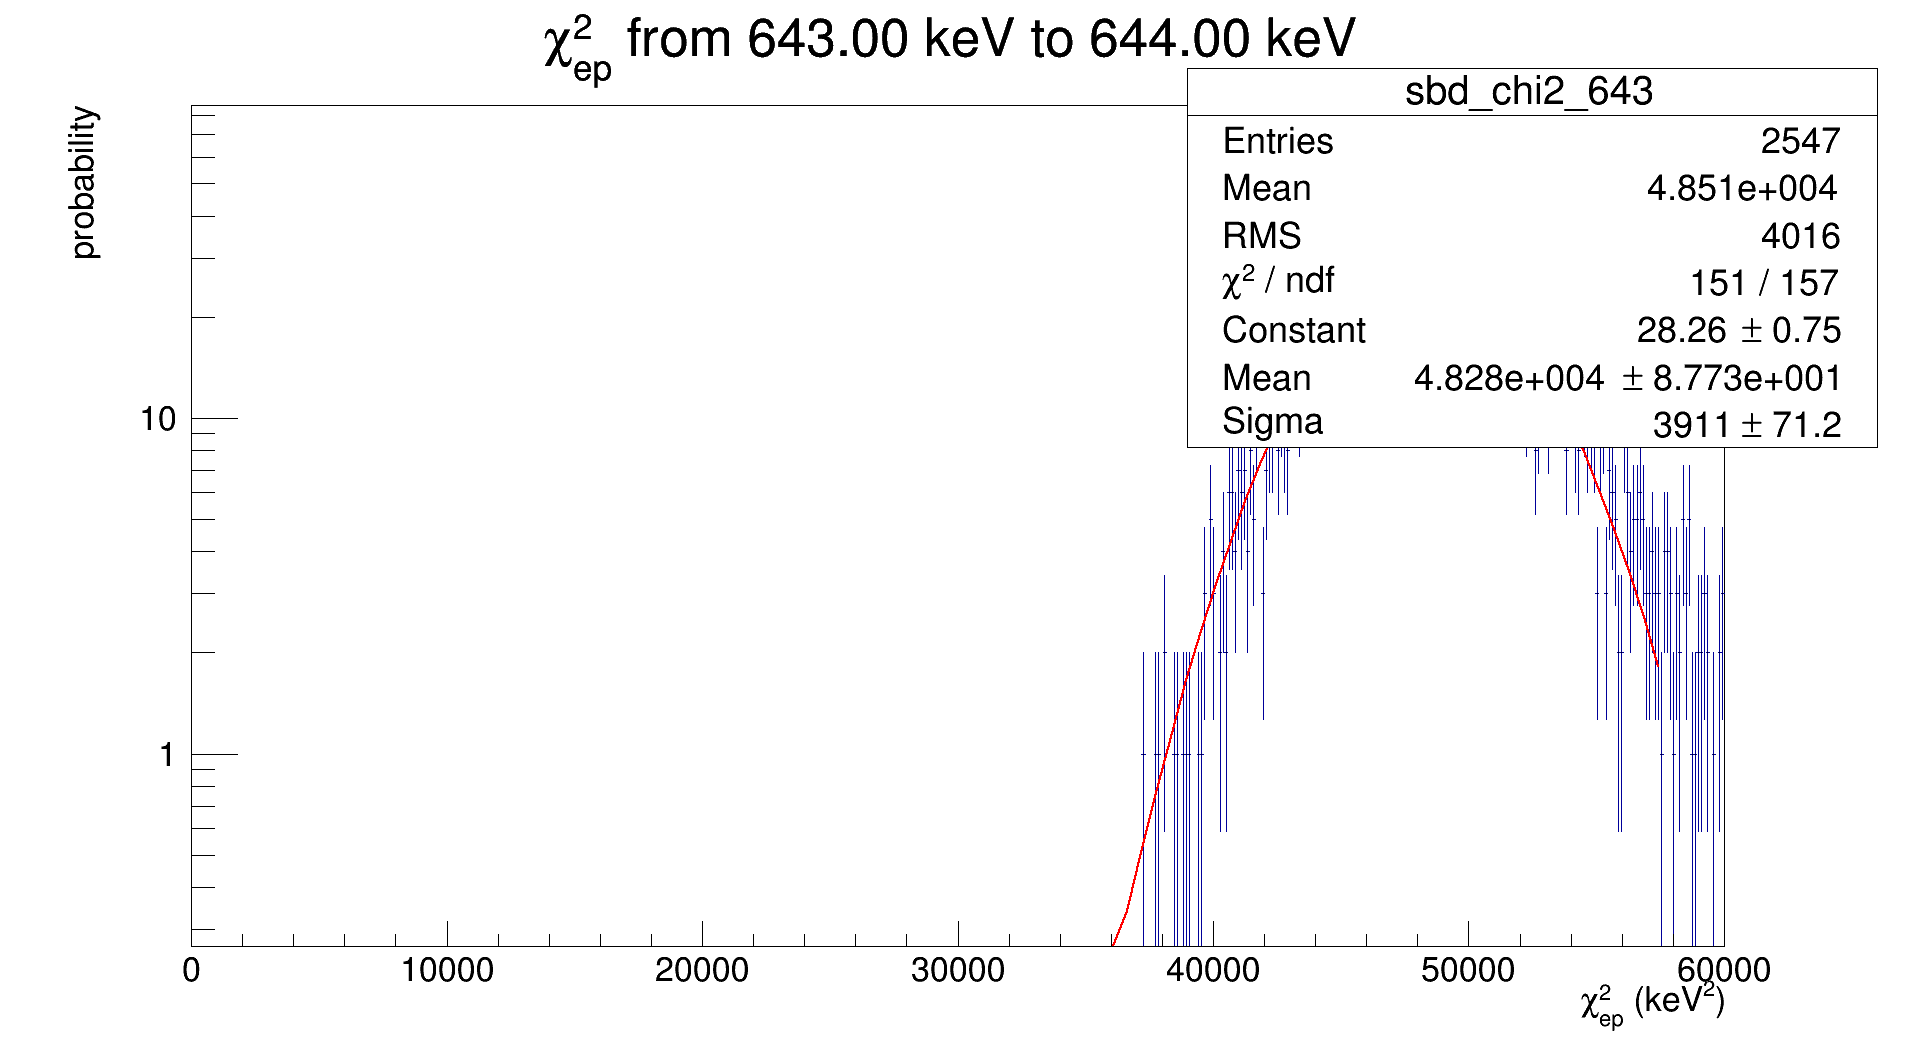 χ²ep from 643.00 keV to 644.00 keV
probability
sbd_chi2_643
Entries 2547
Mean 4.851e+004
RMS 4016
χ² / ndf 151 / 157
Constant 28.26 ± 0.75
Mean 4.828e+004 ± 8.773e+001
Sigma 3911 ± 71.2
10
1
0 10000 20000 30000 40000 50000 60000
χ²ep (keV²)